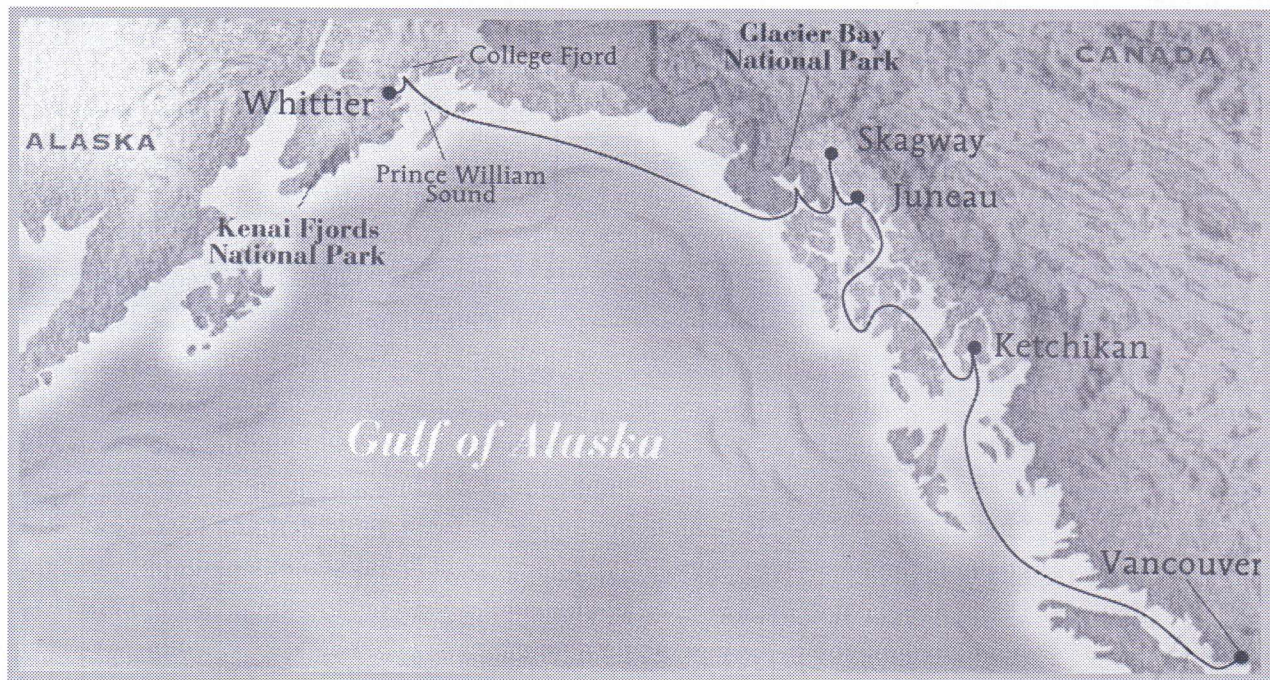 Glacier Bay
National Park
CANADA
College Fjord
Whittier
ALASKA
Skagway
Prince William
Sound
Juneau
Kenai Fjords
National Park
Ketchikan
Gulf of Alaska
Vancouver